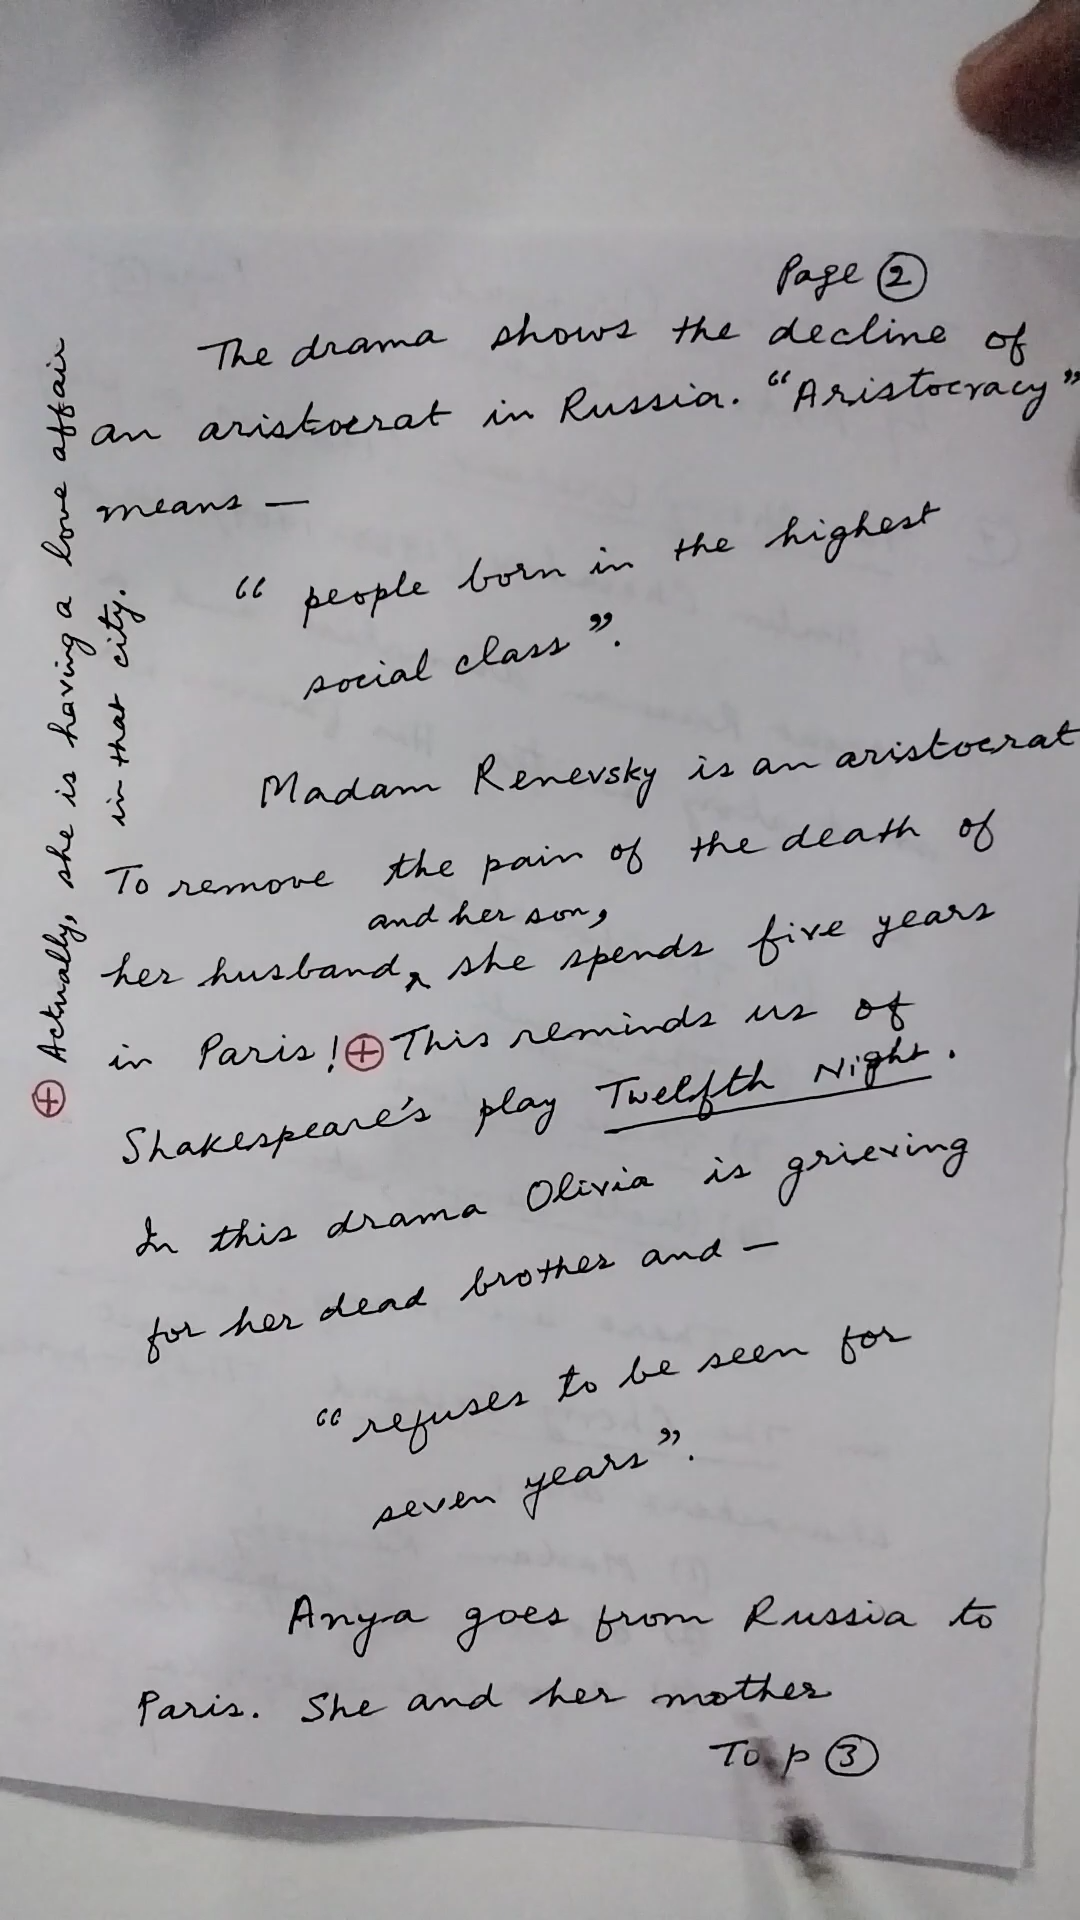 Page ②
The drama shows the decline of
an aristocrat in Russia. “Aristocracy”
means —
“ people born in the highest
social class ”.
Madam Renevsky is an aristocrat
To remove the pain of the death of
and her son,
her husband, ^ she spends five years
in Paris! ⊕ This reminds us of
Shakespeare's play Twelfth Night.
In this drama Olivia is grieving
for her dead brother and —
“ refuses to be seen for
seven years ”.
Anya goes from Russia to
Paris. She and her mother
To p ③
⊕ Actually, she is having a love affair
in that city.